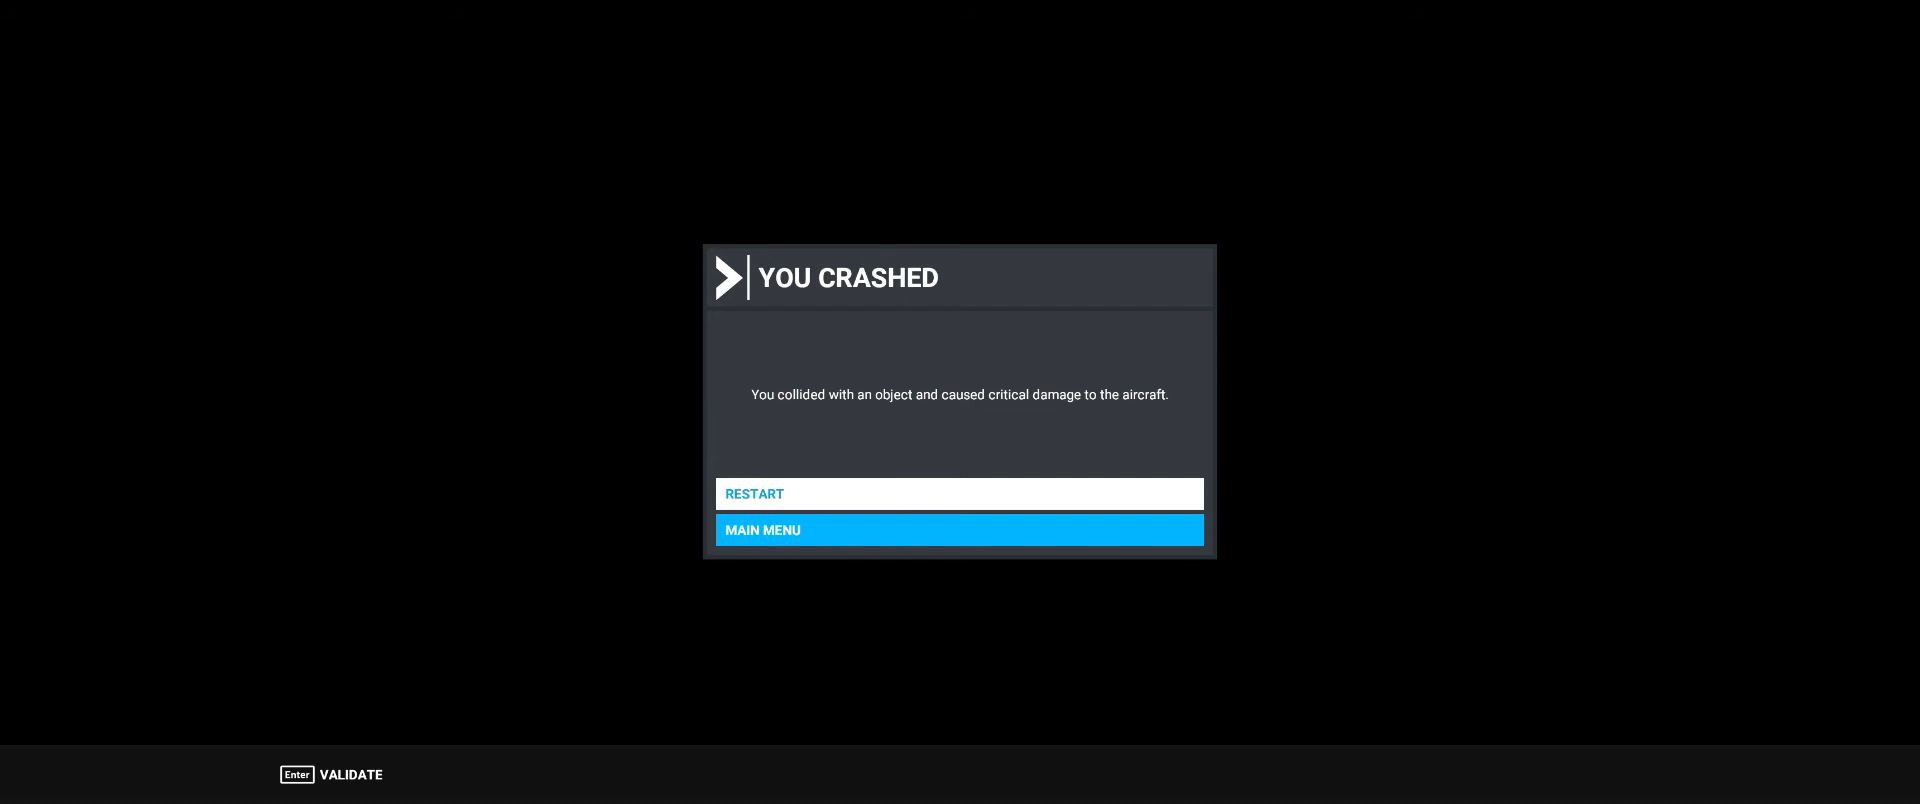 YOU CRASHED
You collided with an object and caused critical damage to the aircraft.
RESTART
MAIN MENU
Enter VALIDATE